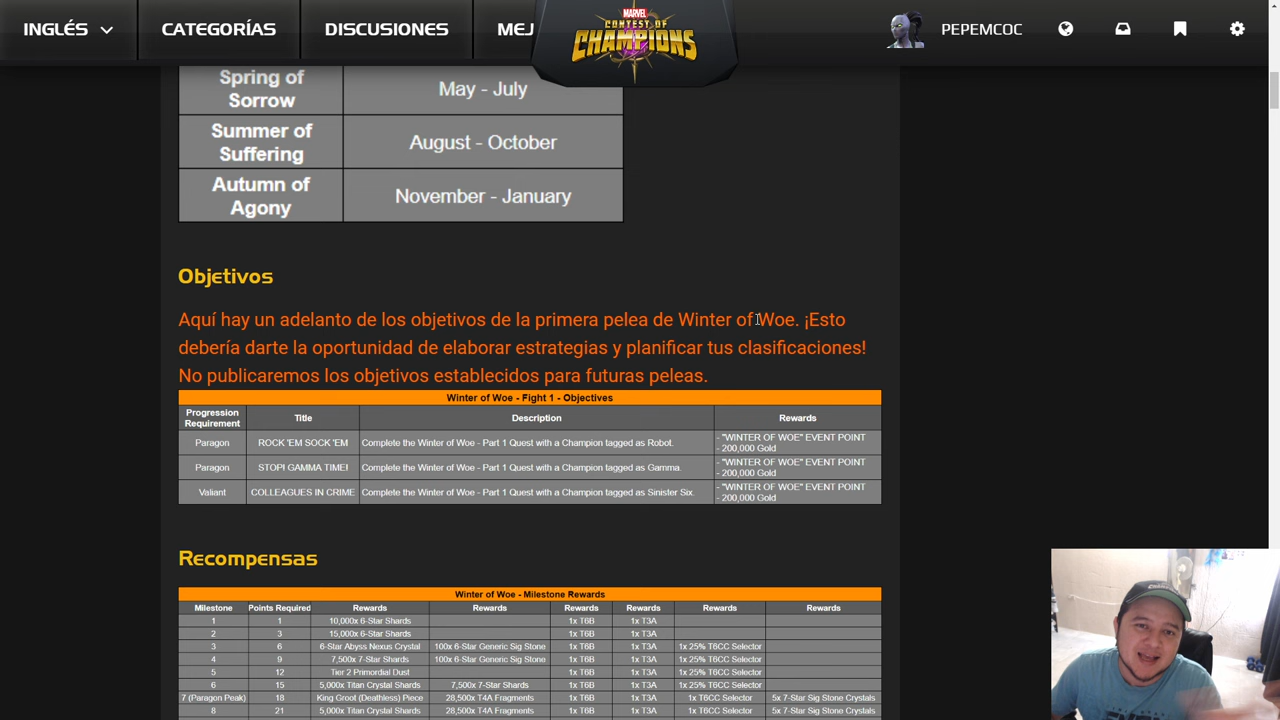 INGLÉS CATEGORÍAS DISCUSIONES MEJ MARVEL CONTEST OF CHAMPIONS PEPEMCOC
Spring of Sorrow May - July
Summer of Suffering August - October
Autumn of Agony November - January
Objetivos
Aquí hay un adelanto de los objetivos de la primera pelea de Winter of Woe. ¡Esto
debería darte la oportunidad de elaborar estrategias y planificar tus clasificaciones!
No publicaremos los objetivos establecidos para futuras peleas.
Winter of Woe - Fight 1 - Objectives
Progression Requirement Title Description Rewards
Paragon ROCK 'EM SOCK 'EM Complete the Winter of Woe - Part 1 Quest with a Champion tagged as Robot. - "WINTER OF WOE" EVENT POINT - 200,000 Gold
Paragon STOP! GAMMA TIME! Complete the Winter of Woe - Part 1 Quest with a Champion tagged as Gamma. - "WINTER OF WOE" EVENT POINT - 200,000 Gold
Valiant COLLEAGUES IN CRIME Complete the Winter of Woe - Part 1 Quest with a Champion tagged as Sinister Six. - "WINTER OF WOE" EVENT POINT - 200,000 Gold
Recompensas
Winter of Woe - Milestone Rewards
Milestone Points Required Rewards Rewards Rewards Rewards Rewards Rewards
1 1 10,000x 6-Star Shards 1x T6B 1x T3A
2 3 15,000x 6-Star Shards 1x T6B 1x T3A
3 6 6-Star Abyss Nexus Crystal 100x 6-Star Generic Sig Stone 1x T6B 1x T3A 1x 25% T6CC Selector
4 9 7,500x 7-Star Shards 100x 6-Star Generic Sig Stone 1x T6B 1x T3A 1x 25% T6CC Selector
5 12 Tier 2 Primordial Dust 1x T6B 1x T3A 1x 25% T6CC Selector
6 15 5,000x Titan Crystal Shards 7,500x 7-Star Shards 1x T6B 1x T3A 1x 25% T6CC Selector
7 (Paragon Peak) 18 King Groot (Deathless) Piece 28,500x T4A Fragments 1x T6B 1x T3A 1x T6CC Selector 5x 7-Star Sig Stone Crystals
8 21 5,000x Titan Crystal Shards 28,500x T4A Fragments 1x T6B 1x T3A 1x T6CC Selector 5x 7-Star Sig Stone Crystals